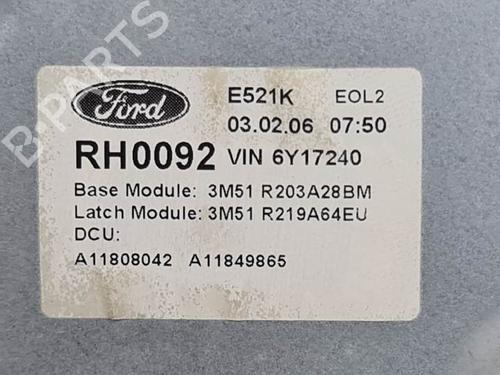 B-PARTS
Ford
E521K EOL2
03.02.06 07:50
RH0092 VIN 6Y17240
Base Module: 3M51 R203A28BM
Latch Module: 3M51 R219A64EU
DCU:
A11808042 A11849865